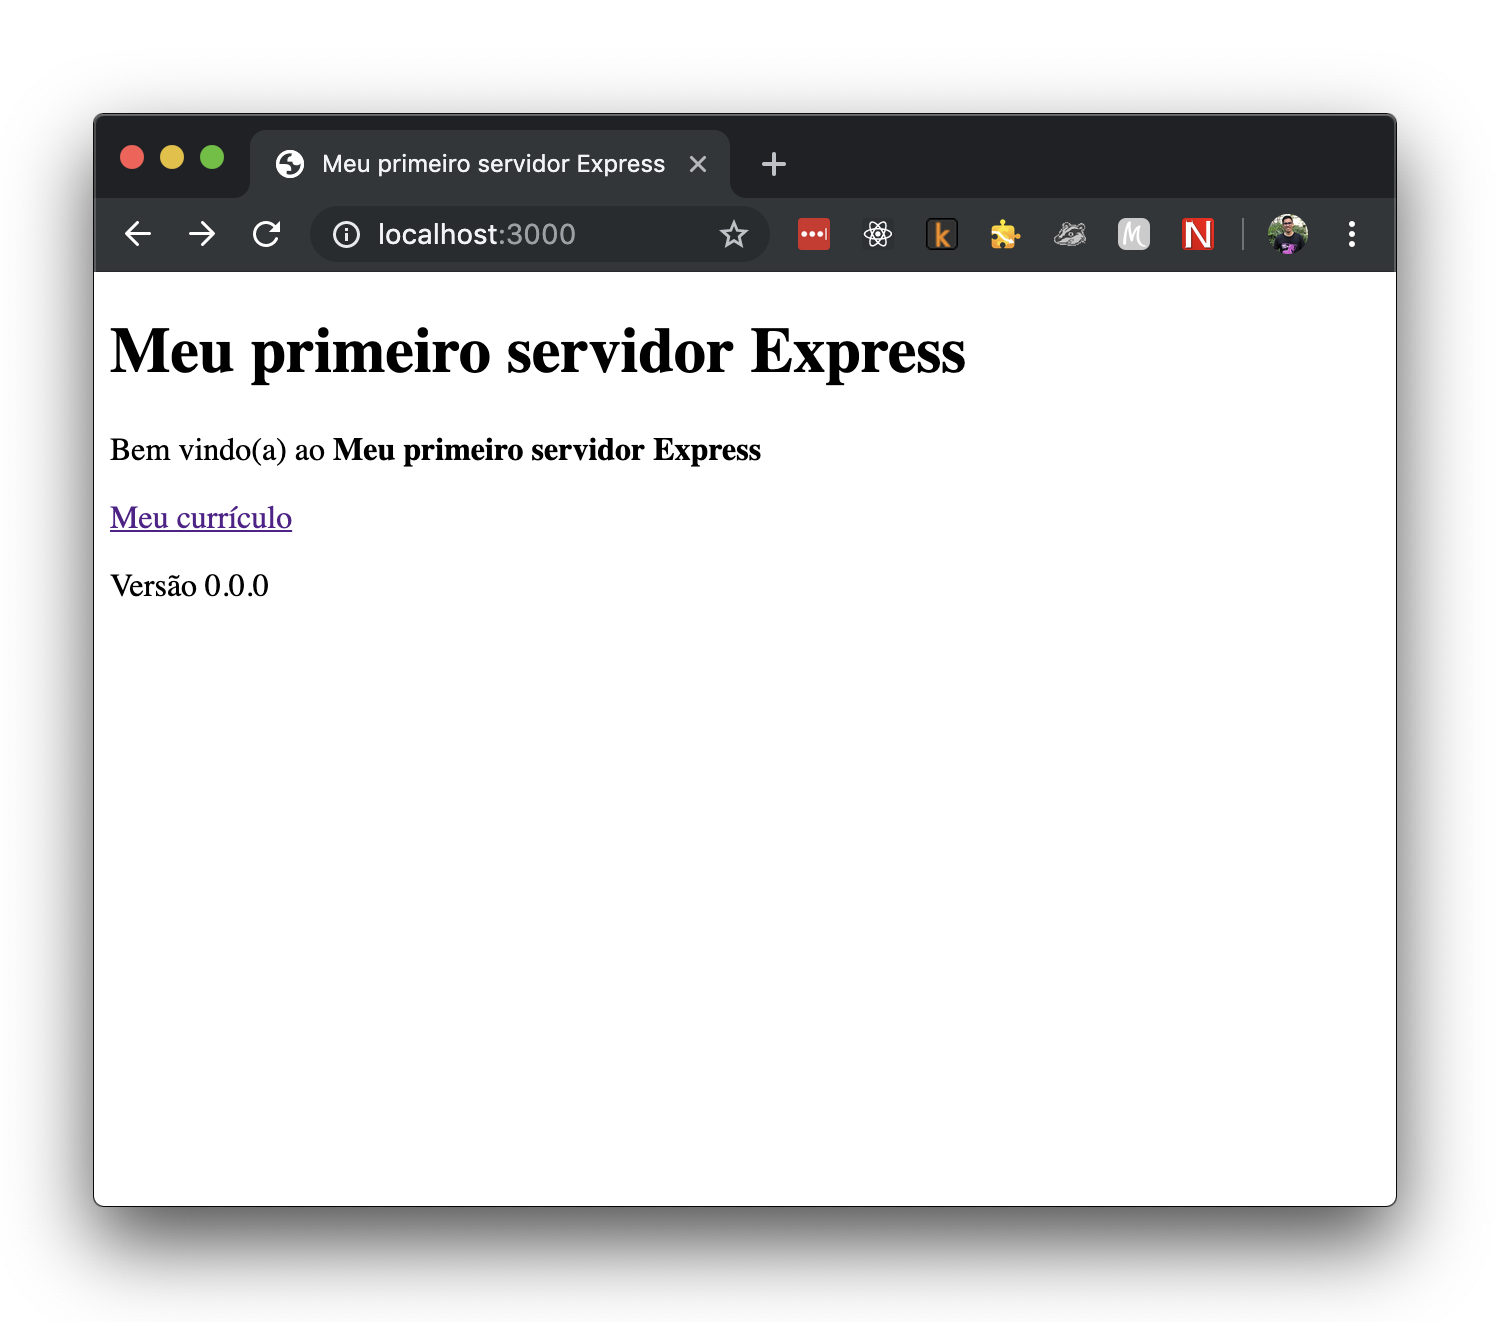 Meu primeiro servidor Express
localhost:3000
k
M
N
Meu primeiro servidor Express
Bem vindo(a) ao Meu primeiro servidor Express
Meu currículo
Versão 0.0.0